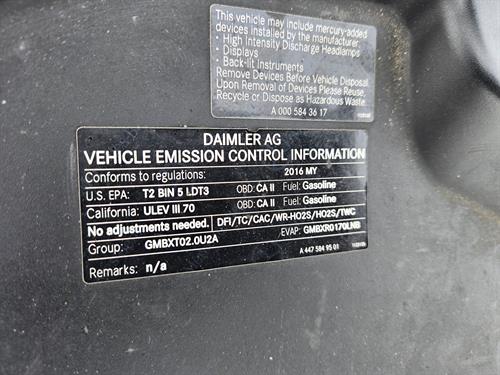 This vehicle may include mercury-added
devices installed by the manufacturer:
- High Intensity Discharge Headlamps
- Displays
- Back-lit Instruments
Remove Devices Before Vehicle Disposal
Upon Removal of Devices Please Reuse,
Recycle or Dispose as Hazardous Waste.
A 000 584 36 17
DAIMLER AG
VEHICLE EMISSION CONTROL INFORMATION
Conforms to regulations: 2016 MY
U.S. EPA: T2 BIN 5 LDT3 OBD: CA II Fuel: Gasoline
California: ULEV III 70 OBD: CA II Fuel: Gasoline
No adjustments needed. DFI/TC/CAC/WR-HO2S/HO2S/TWC
Group: GMBXT02.0U2A EVAP: GMBXR0170LNB
A 447 584 95 01
Remarks: n/a